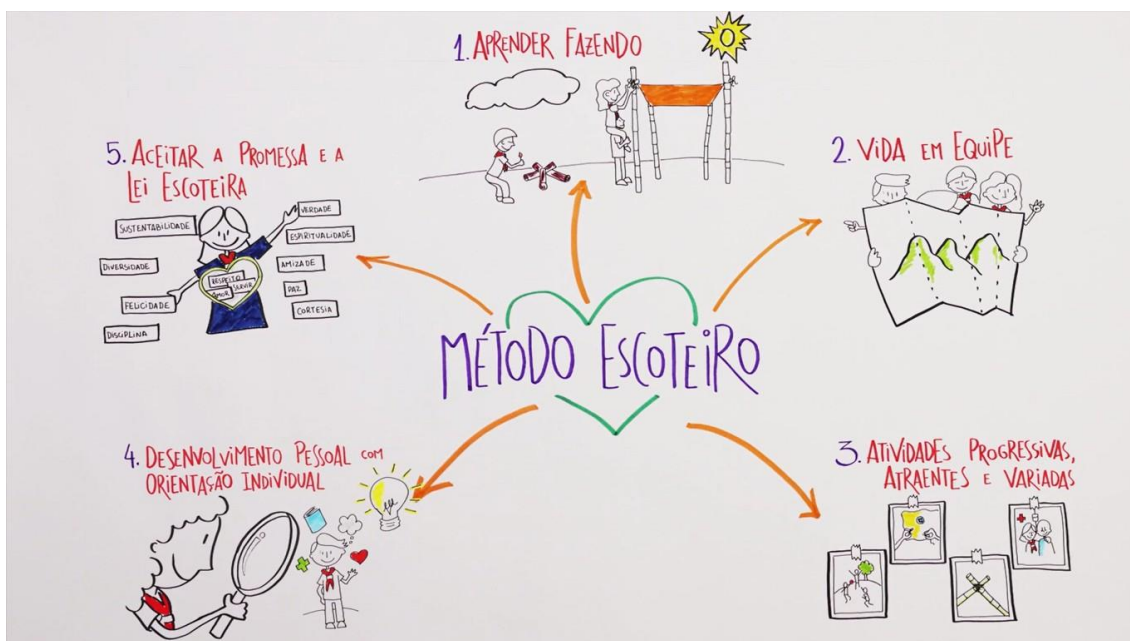 MÉTODO ESCOTEIRO
1. APRENDER FAZENDO
2. VIDA EM EQUIPE
3. ATIVIDADES PROGRESSIVAS,
ATRAENTES E VARIADAS
4. DESENVOLVIMENTO PESSOAL COM
ORIENTAÇÃO INDIVIDUAL
5. ACEITAR A PROMESSA E A
LEI ESCOTEIRA
SUSTENTABILIDADE
DIVERSIDADE
FELICIDADE
DISCIPLINA
RESPEITO
AMOR
SERVIR
VERDADE
ESPIRITUALIDADE
AMIZADE
PAZ
CORTESIA